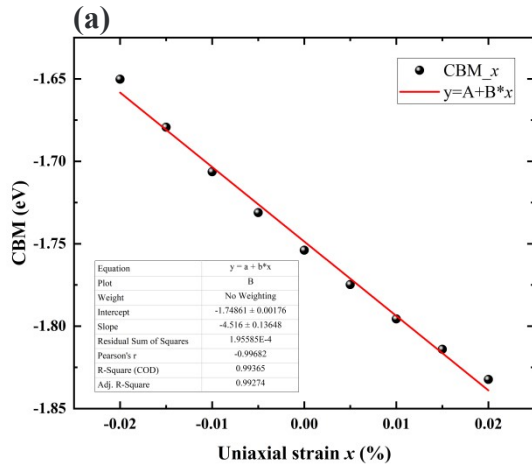 (a)
CBM_x
y=A+B*x
-1.65
-1.70
-1.75
-1.80
-1.85
CBM (eV)
Equation y = a + b*x
Plot B
Weight No Weighting
Intercept -1.74861 ± 0.00176
Slope -4.516 ± 0.13648
Residual Sum of Squares 1.95585E-4
Pearson's r -0.99682
R-Square (COD) 0.99365
Adj. R-Square 0.99274
-0.02 -0.01 0.00 0.01 0.02
Uniaxial strain x (%)